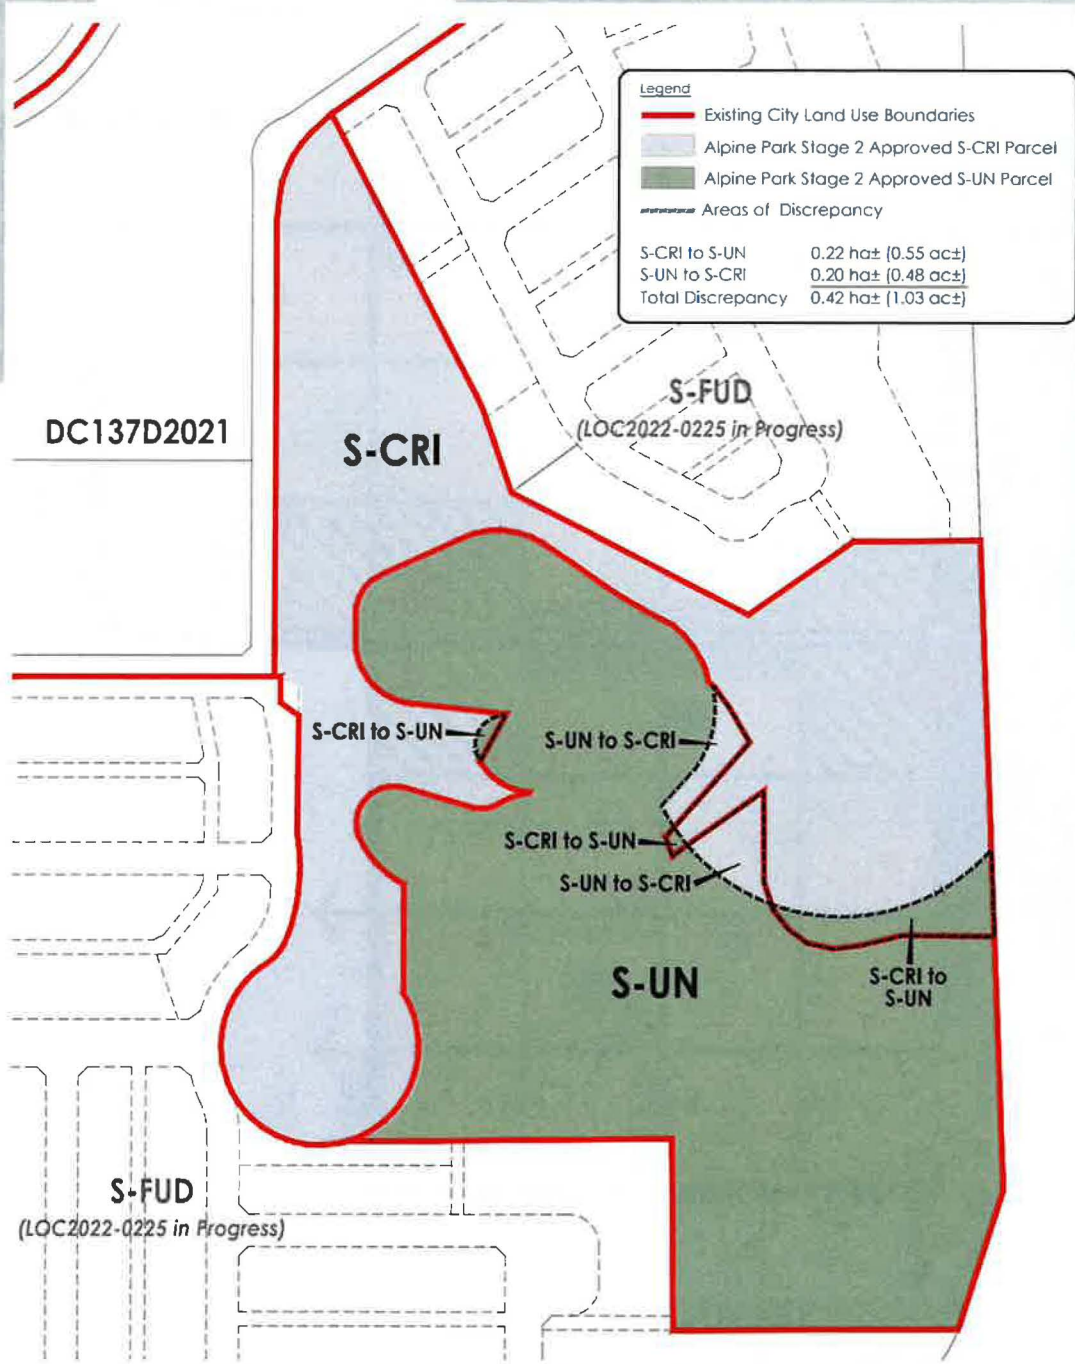 Legend
Existing City Land Use Boundaries
Alpine Park Stage 2 Approved S-CRI Parcel
Alpine Park Stage 2 Approved S-UN Parcel
Areas of Discrepancy
S-CRI to S-UN 0.22 ha± (0.55 ac±)
S-UN to S-CRI 0.20 ha± (0.48 ac±)
Total Discrepancy 0.42 ha± (1.03 ac±)
S-FUD
(LOC2022-0225 in Progress)
DC137D2021
S-CRI
S-CRI to S-UN
S-UN to S-CRI
S-CRI to S-UN
S-UN to S-CRI
S-UN
S-CRI to
S-UN
S-FUD
(LOC2022-0225 in Progress)